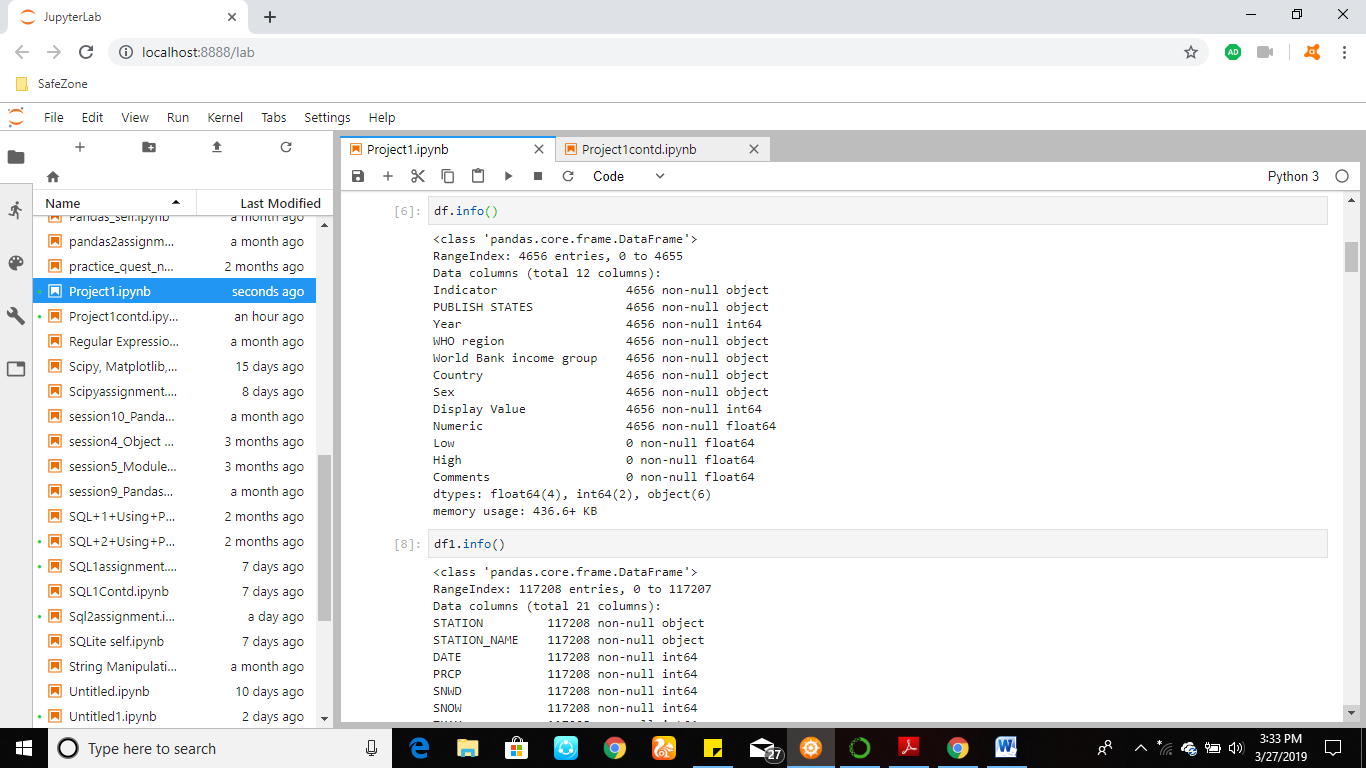 JupyterLab
localhost:8888/lab
AD
SafeZone
File Edit View Run Kernel Tabs Settings Help
Name Last Modified
Pandas_self.ipynb a month ago
pandas2assignm... a month ago
practice_quest_n... 2 months ago
Project1.ipynb seconds ago
Project1contd.ipy... an hour ago
Regular Expressio... a month ago
Scipy, Matplotlib,... 15 days ago
Scipyassignment.... 8 days ago
session10_Panda... a month ago
session4_Object ... 3 months ago
session5_Module... 3 months ago
session9_Pandas... a month ago
SQL+1+Using+P... 2 months ago
SQL+2+Using+P... 2 months ago
SQL1assignment.... 7 days ago
SQL1Contd.ipynb 7 days ago
Sql2assignment.i... a day ago
SQLite self.ipynb 7 days ago
String Manipulati... a month ago
Untitled.ipynb 10 days ago
Untitled1.ipynb 2 days ago
Project1.ipynb Project1contd.ipynb
Code Python 3
[6]: df.info()
<class 'pandas.core.frame.DataFrame'>
RangeIndex: 4656 entries, 0 to 4655
Data columns (total 12 columns):
Indicator 4656 non-null object
PUBLISH STATES 4656 non-null object
Year 4656 non-null int64
WHO region 4656 non-null object
World Bank income group 4656 non-null object
Country 4656 non-null object
Sex 4656 non-null object
Display Value 4656 non-null int64
Numeric 4656 non-null float64
Low 0 non-null float64
High 0 non-null float64
Comments 0 non-null float64
dtypes: float64(4), int64(2), object(6)
memory usage: 436.6+ KB
[8]: df1.info()
<class 'pandas.core.frame.DataFrame'>
RangeIndex: 117208 entries, 0 to 117207
Data columns (total 21 columns):
STATION 117208 non-null object
STATION_NAME 117208 non-null object
DATE 117208 non-null int64
PRCP 117208 non-null int64
SNWD 117208 non-null int64
SNOW 117208 non-null int64
Type here to search
27
3:33 PM
3/27/2019